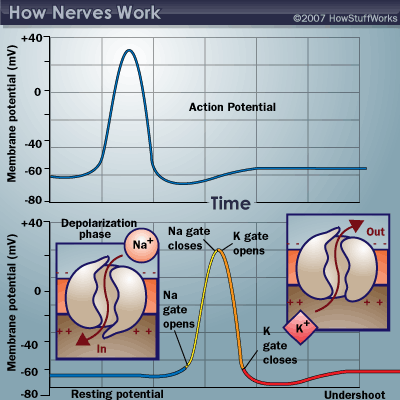 How Nerves Work
©2007 HowStuffWorks
Membrane potential (mV)
+40
0
-40
-60
-80
Action Potential
Time
Membrane potential (mV)
+40
0
-40
-60
-80
Depolarization
phase
Na+
In
Na gate
closes
K gate
opens
Na
gate
opens
K
gate
closes
Out
K+
Resting potential
Undershoot